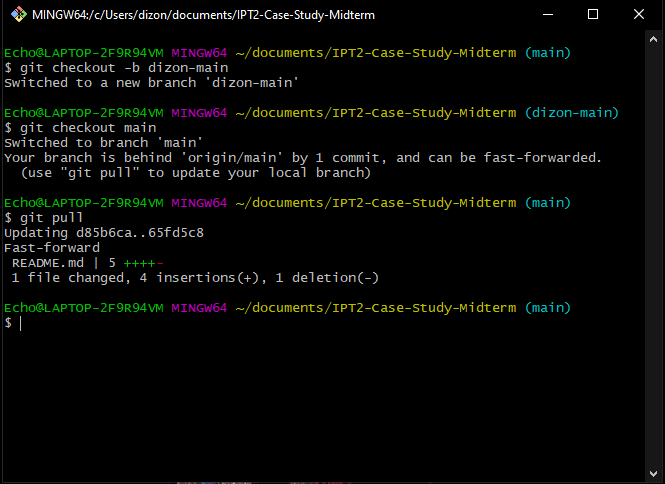 MINGW64:/c/Users/dizon/documents/IPT2-Case-Study-Midterm
Echo@LAPTOP-2F9R94VM MINGW64 ~/documents/IPT2-Case-Study-Midterm (main)
$ git checkout -b dizon-main
Switched to a new branch 'dizon-main'
Echo@LAPTOP-2F9R94VM MINGW64 ~/documents/IPT2-Case-Study-Midterm (dizon-main)
$ git checkout main
Switched to branch 'main'
Your branch is behind 'origin/main' by 1 commit, and can be fast-forwarded.
  (use "git pull" to update your local branch)
Echo@LAPTOP-2F9R94VM MINGW64 ~/documents/IPT2-Case-Study-Midterm (main)
$ git pull
Updating d85b6ca..65fd5c8
Fast-forward
 README.md | 5 ++++-
 1 file changed, 4 insertions(+), 1 deletion(-)
Echo@LAPTOP-2F9R94VM MINGW64 ~/documents/IPT2-Case-Study-Midterm (main)
$